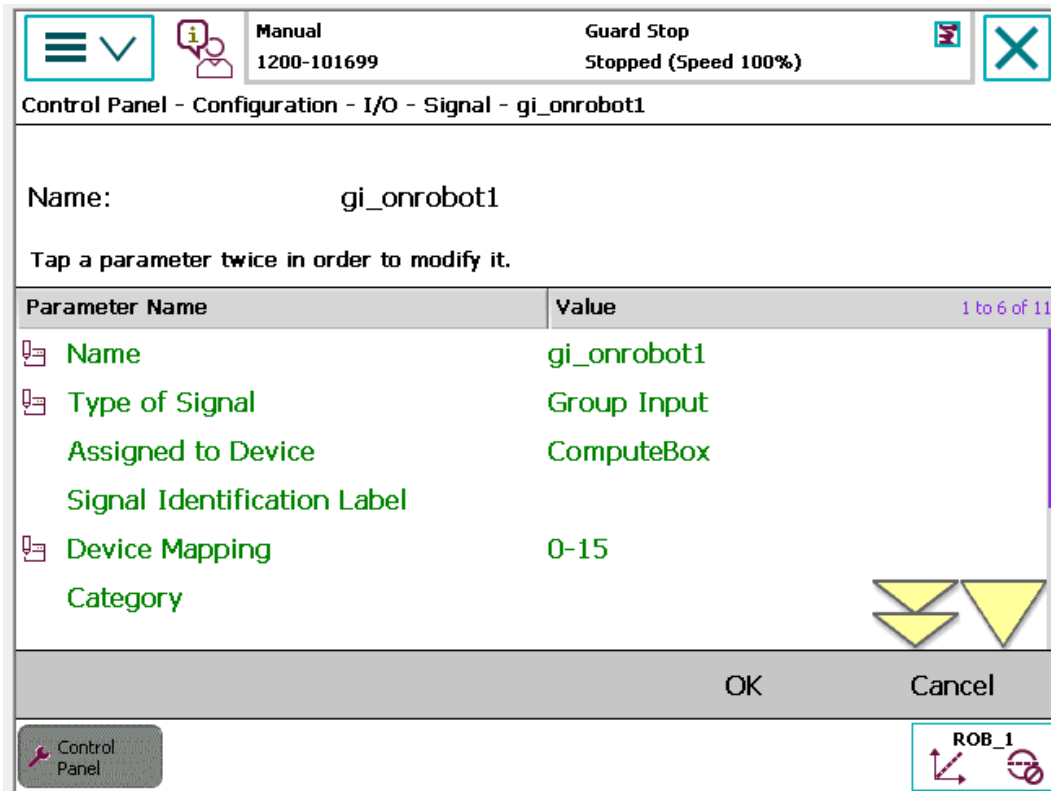 Manual Guard Stop
1200-101699 Stopped (Speed 100%)
Control Panel - Configuration - I/O - Signal - gi_onrobot1
Name: gi_onrobot1
Tap a parameter twice in order to modify it.
Parameter Name Value 1 to 6 of 11
Name gi_onrobot1
Type of Signal Group Input
Assigned to Device ComputeBox
Signal Identification Label
Device Mapping 0-15
Category
OK Cancel
Control
Panel
ROB_1